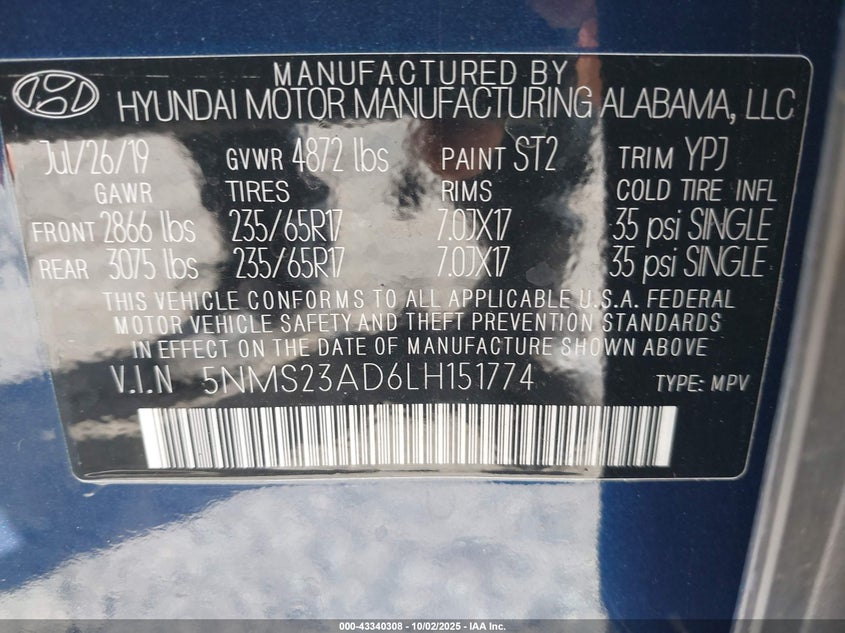 MANUFACTURED BY
HYUNDAI MOTOR MANUFACTURING ALABAMA, LLC
Jul/26/19 GVWR 4872 lbs PAINT ST2 TRIM YPJ
GAWR TIRES RIMS COLD TIRE INFL
FRONT 2866 lbs 235/65R17 7.0JX17 35 psi SINGLE
REAR 3075 lbs 235/65R17 7.0JX17 35 psi SINGLE
THIS VEHICLE CONFORMS TO ALL APPLICABLE U.S.A. FEDERAL
MOTOR VEHICLE SAFETY AND THEFT PREVENTION STANDARDS
IN EFFECT ON THE DATE OF MANUFACTURE SHOWN ABOVE
V.I.N 5NMS23AD6LH151774 TYPE: MPV
000-43340308 - 10/02/2025 - IAA Inc.